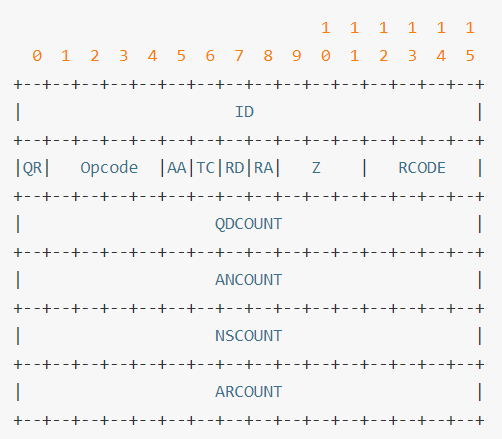 1  1  1  1  1  1
  0  1  2  3  4  5  6  7  8  9  0  1  2  3  4  5
+--+--+--+--+--+--+--+--+--+--+--+--+--+--+--+--+
|                      ID                       |
+--+--+--+--+--+--+--+--+--+--+--+--+--+--+--+--+
|QR|   Opcode  |AA|TC|RD|RA|   Z    |   RCODE   |
+--+--+--+--+--+--+--+--+--+--+--+--+--+--+--+--+
|                    QDCOUNT                    |
+--+--+--+--+--+--+--+--+--+--+--+--+--+--+--+--+
|                    ANCOUNT                    |
+--+--+--+--+--+--+--+--+--+--+--+--+--+--+--+--+
|                    NSCOUNT                    |
+--+--+--+--+--+--+--+--+--+--+--+--+--+--+--+--+
|                    ARCOUNT                    |
+--+--+--+--+--+--+--+--+--+--+--+--+--+--+--+--+